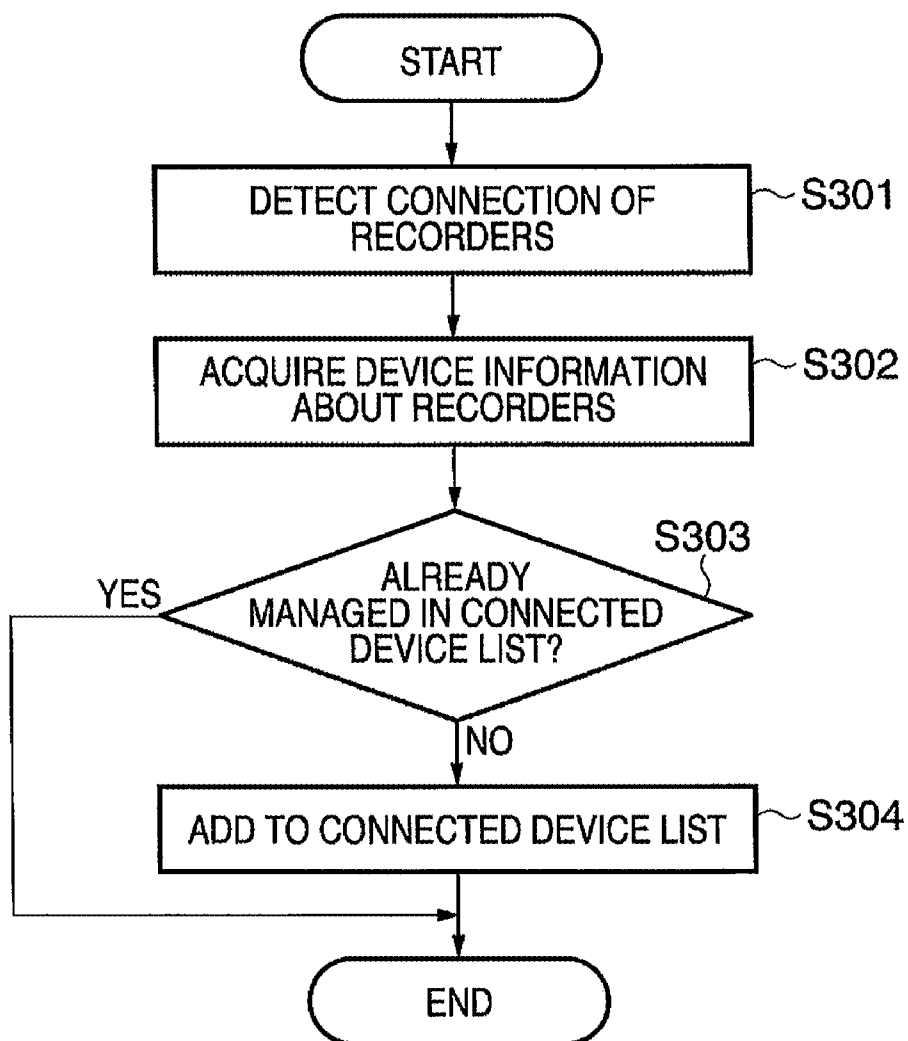 START
DETECT CONNECTION OF
RECORDERS
S301
ACQUIRE DEVICE INFORMATION
ABOUT RECORDERS
S302
S303
YES
ALREADY
MANAGED IN CONNECTED
DEVICE LIST?
NO
ADD TO CONNECTED DEVICE LIST
S304
END